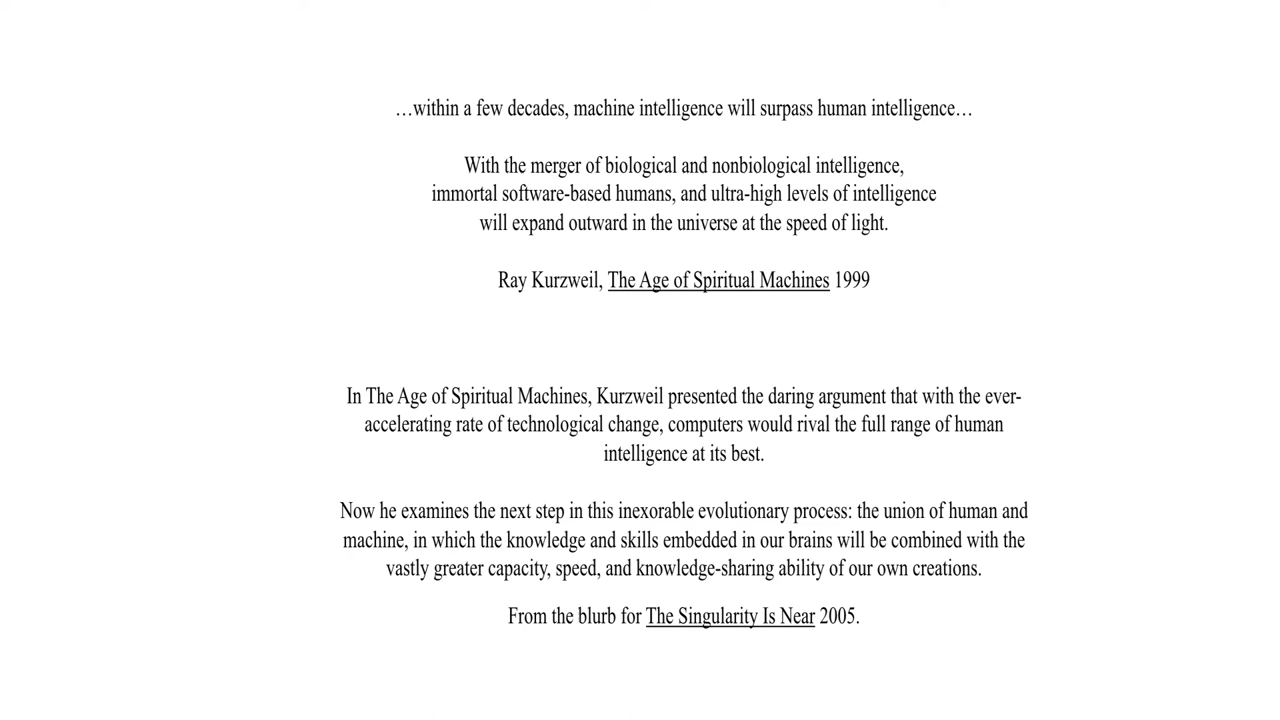 …within a few decades, machine intelligence will surpass human intelligence…
With the merger of biological and nonbiological intelligence,
immortal software-based humans, and ultra-high levels of intelligence
will expand outward in the universe at the speed of light.
Ray Kurzweil, The Age of Spiritual Machines 1999
In The Age of Spiritual Machines, Kurzweil presented the daring argument that with the ever-
accelerating rate of technological change, computers would rival the full range of human
intelligence at its best.
Now he examines the next step in this inexorable evolutionary process: the union of human and
machine, in which the knowledge and skills embedded in our brains will be combined with the
vastly greater capacity, speed, and knowledge-sharing ability of our own creations.
From the blurb for The Singularity Is Near 2005.